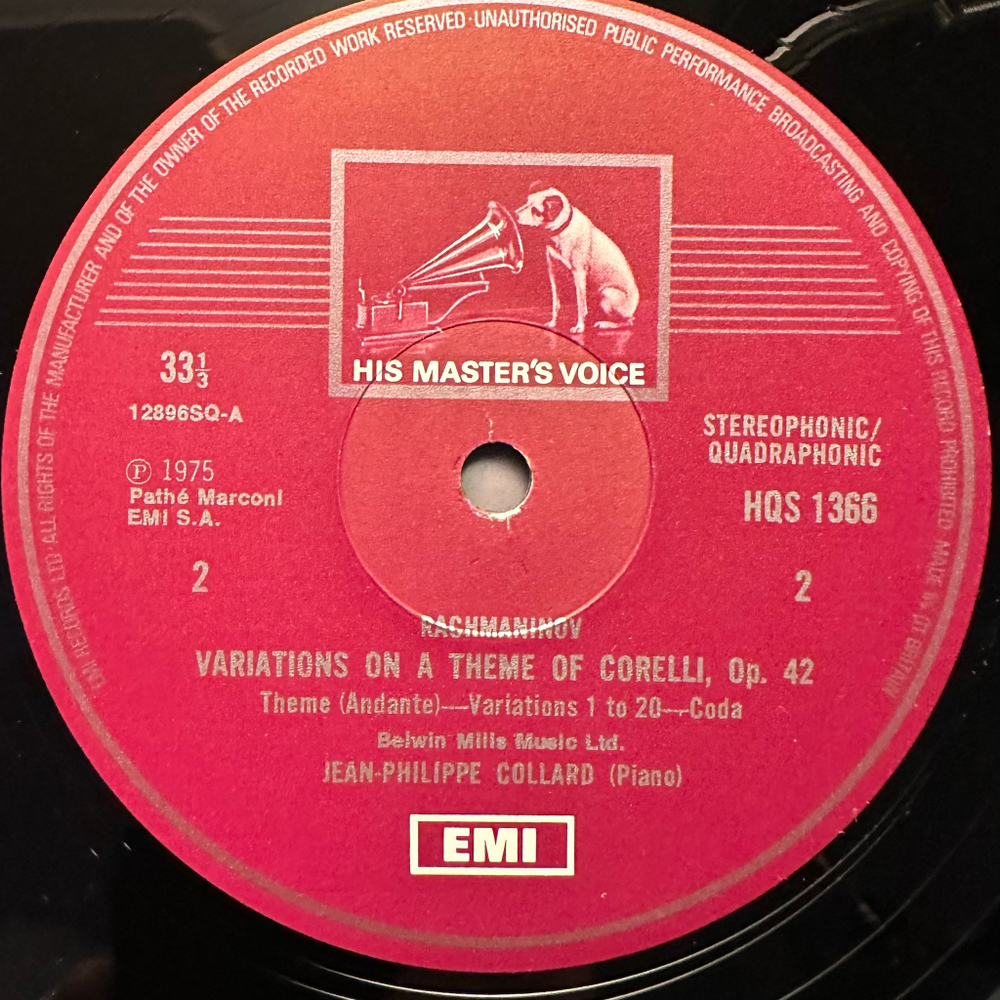 EMI RECORDS LTD ALL RIGHTS OF THE MANUFACTURER AND OF THE OWNER OF THE RECORDED WORK RESERVED · UNAUTHORISED PUBLIC PERFORMANCE BROADCASTING AND COPYING OF THIS RECORD PROHIBITED MADE IN GT BRITAIN
HIS MASTER'S VOICE
33⅓
12896SQ-A
STEREOPHONIC/
QUADRAPHONIC
Ⓟ 1975
Pathé Marconi
EMI S.A.
HQS 1366
2
2
RACHMANINOV
VARIATIONS ON A THEME OF CORELLI, Op. 42
Theme (Andante)—Variations 1 to 20—Coda
Belwin Mills Music Ltd.
JEAN-PHILIPPE COLLARD (Piano)
EMI